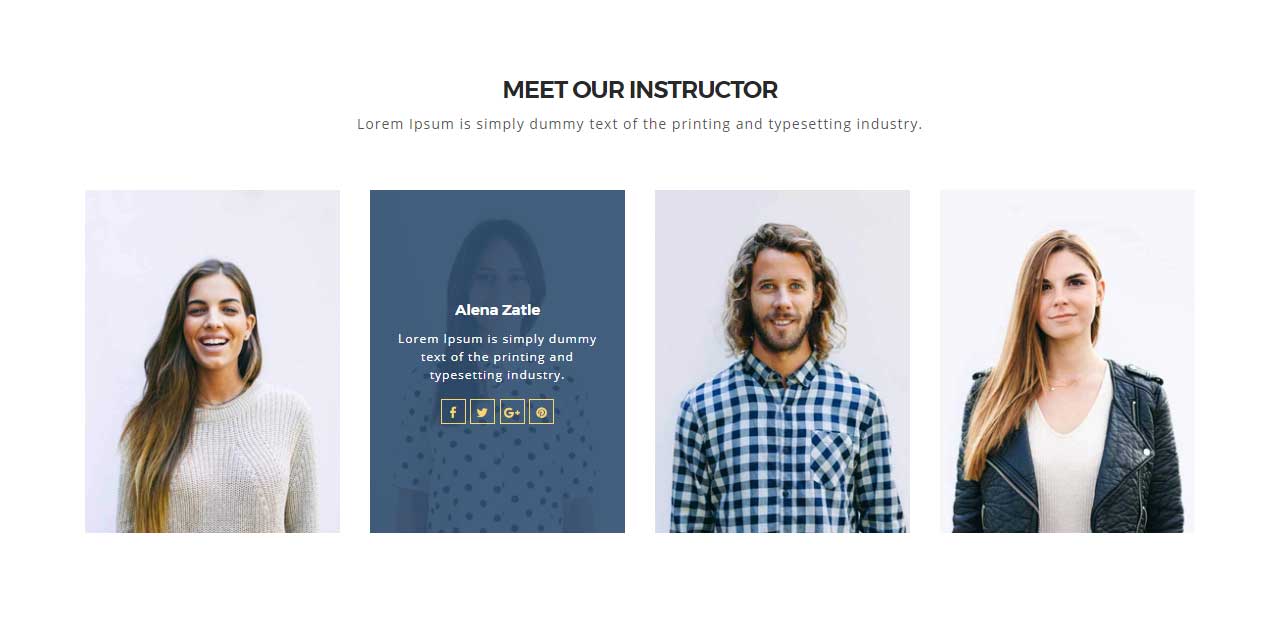 MEET OUR INSTRUCTOR
Lorem Ipsum is simply dummy text of the printing and typesetting industry.
Alena Zatle
Lorem Ipsum is simply dummy
text of the printing and
typesetting industry.